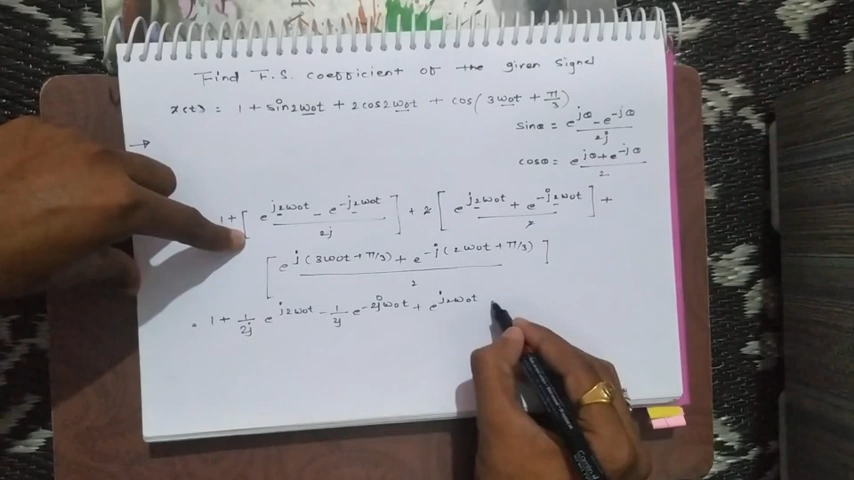 Find F.S. coefficient of the given signal
x(t) = 1 + sin2ω₀t + 2cos2ω₀t + cos(3ω₀t + π/3)
sinθ = (e^jθ - e^-jθ)/2j
cosθ = (e^jθ + e^-jθ)/2
→ 1 + [(e^j2ω₀t - e^-j2ω₀t)/2j] + 2[(e^j2ω₀t + e^-j2ω₀t)/2] +
[(e^j(3ω₀t + π/3) + e^-j(2ω₀t + π/3))/2]
= 1 + 1/2j e^j2ω₀t - 1/2j e^-2jω₀t + e^j2ω₀t